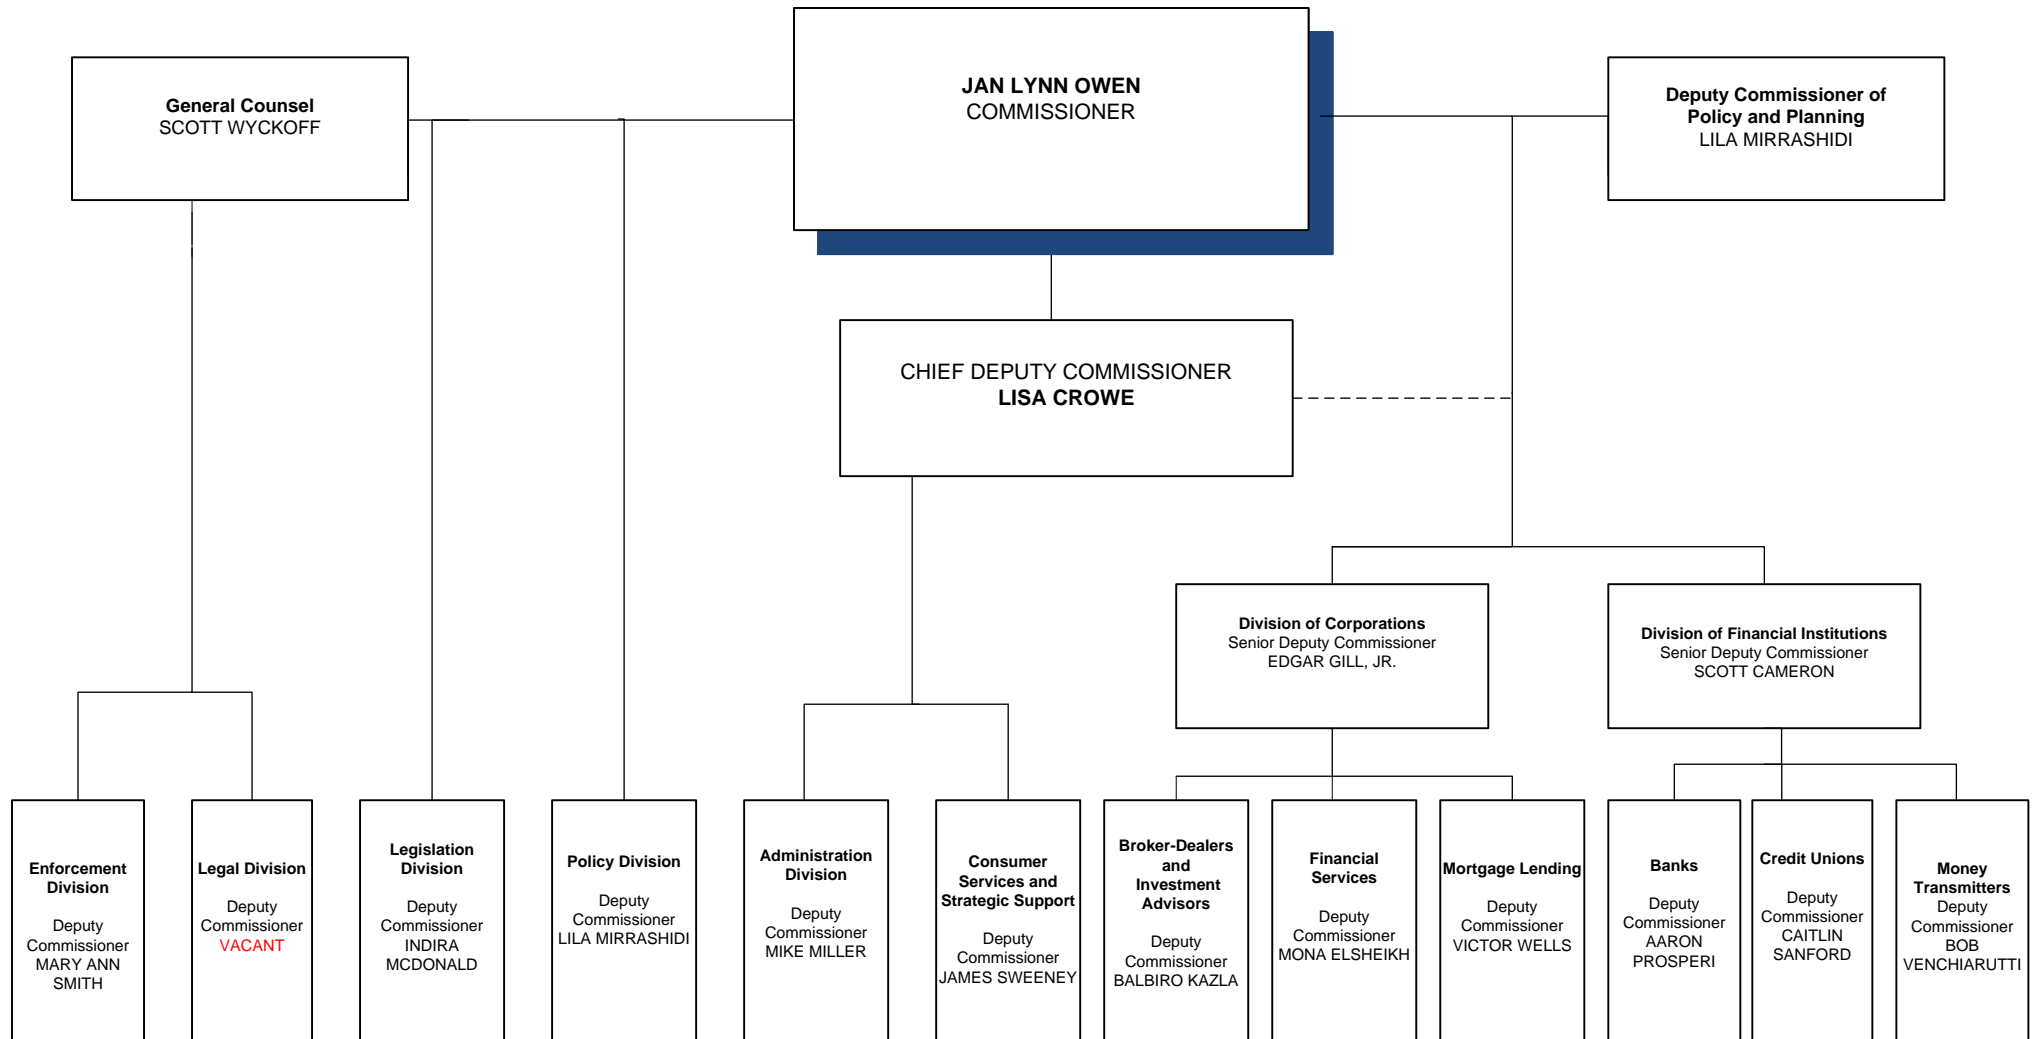 JAN LYNN OWEN
COMMISSIONER
General Counsel
SCOTT WYCKOFF
Deputy Commissioner of
Policy and Planning
LILA MIRRASHIDI
CHIEF DEPUTY COMMISSIONER
LISA CROWE
Division of Corporations
Senior Deputy Commissioner
EDGAR GILL, JR.
Division of Financial Institutions
Senior Deputy Commissioner
SCOTT CAMERON
Enforcement
Division
Deputy
Commissioner
MARY ANN
SMITH
Legal Division
Deputy
Commissioner
VACANT
Legislation
Division
Deputy
Commissioner
INDIRA
MCDONALD
Policy Division
Deputy
Commissioner
LILA MIRRASHIDI
Administration
Division
Deputy
Commissioner
MIKE MILLER
Consumer
Services and
Strategic Support
Deputy
Commissioner
JAMES SWEENEY
Broker-Dealers
and
Investment
Advisors
Deputy
Commissioner
BALBIRO KAZLA
Financial
Services
Deputy
Commissioner
MONA ELSHEIKH
Mortgage Lending
Deputy
Commissioner
VICTOR WELLS
Banks
Deputy
Commissioner
AARON
PROSPERI
Credit Unions
Deputy
Commissioner
CAITLIN
SANFORD
Money
Transmitters
Deputy
Commissioner
BOB
VENCHIARUTTI